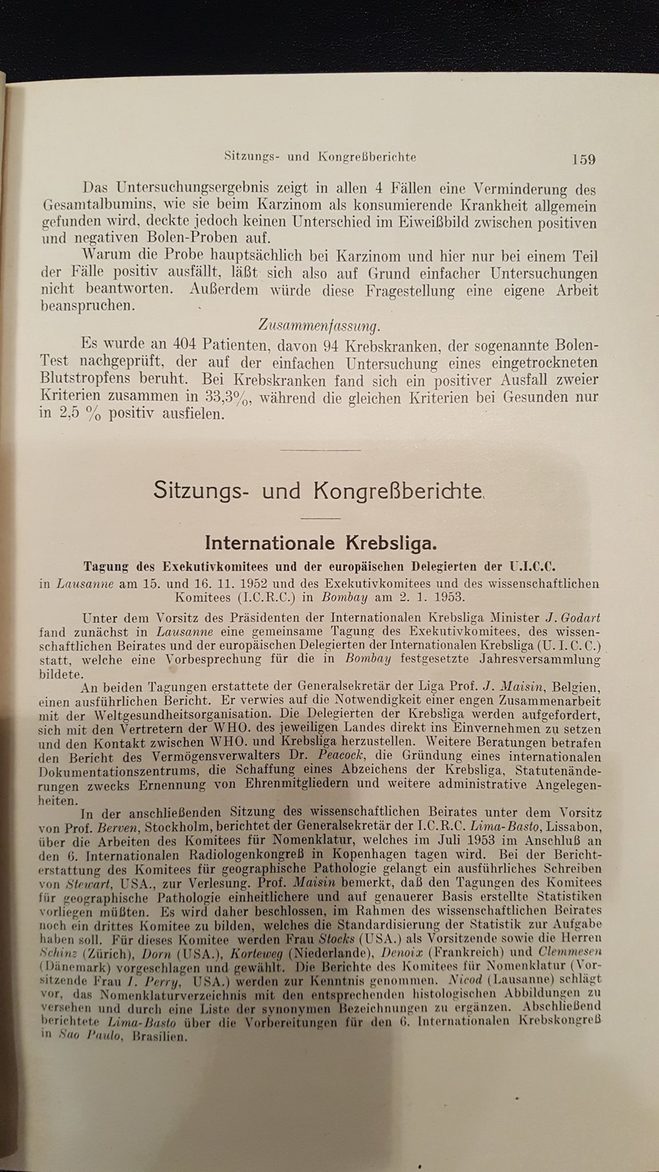 Sitzungs- und Kongreßberichte 159
Das Untersuchungsergebnis zeigt in allen 4 Fällen eine Verminderung des
Gesamtalbumins, wie sie beim Karzinom als konsumierende Krankheit allgemein
gefunden wird, deckte jedoch keinen Unterschied im Eiweißbild zwischen positiven
und negativen Bolen-Proben auf.
Warum die Probe hauptsächlich bei Karzinom und hier nur bei einem Teil
der Fälle positiv ausfällt, läßt sich also auf Grund einfacher Untersuchungen
nicht beantworten. Außerdem würde diese Fragestellung eine eigene Arbeit
beanspruchen.
Zusammenfassung.
Es wurde an 404 Patienten, davon 94 Krebskranken, der sogenannte Bolen-
Test nachgeprüft, der auf der einfachen Untersuchung eines eingetrockneten
Blutstropfens beruht. Bei Krebskranken fand sich ein positiver Ausfall zweier
Kriterien zusammen in 33,3%, während die gleichen Kriterien bei Gesunden nur
in 2,5 % positiv ausfielen.
Sitzungs- und Kongreßberichte.
Internationale Krebsliga.
Tagung des Exekutivkomitees und der europäischen Delegierten der U.I.C.C.
in Lausanne am 15. und 16. 11. 1952 und des Exekutivkomitees und des wissenschaftlichen
Komitees (I.C.R.C.) in Bombay am 2. 1. 1953.
Unter dem Vorsitz des Präsidenten der Internationalen Krebsliga Minister J. Godart
fand zunächst in Lausanne eine gemeinsame Tagung des Exekutivkomitees, des wissen-
schaftlichen Beirates und der europäischen Delegierten der Internationalen Krebsliga (U.I.C.C.)
statt, welche eine Vorbesprechung für die in Bombay festgesetzte Jahresversammlung
bildete.
An beiden Tagungen erstattete der Generalsekretär der Liga Prof. J. Maisin, Belgien,
einen ausführlichen Bericht. Er verwies auf die Notwendigkeit einer engen Zusammenarbeit
mit der Weltgesundheitsorganisation. Die Delegierten der Krebsliga werden aufgefordert,
sich mit den Vertretern der WHO. des jeweiligen Landes direkt ins Einvernehmen zu setzen
und den Kontakt zwischen WHO. und Krebsliga herzustellen. Weitere Beratungen betrafen
den Bericht des Vermögensverwalters Dr. Peacock, die Gründung eines internationalen
Dokumentationszentrums, die Schaffung eines Abzeichens der Krebsliga, Statutenände-
rungen zwecks Ernennung von Ehrenmitgliedern und weitere administrative Angelegen-
heiten.
In der anschließenden Sitzung des wissenschaftlichen Beirates unter dem Vorsitz
von Prof. Berven, Stockholm, berichtet der Generalsekretär der I.C.R.C. Lima-Basto, Lissabon,
über die Arbeiten des Komitees für Nomenklatur, welches im Juli 1953 im Anschluß an
den 6. Internationalen Radiologenkongreß in Kopenhagen tagen wird. Bei der Bericht-
erstattung des Komitees für geographische Pathologie gelangt ein ausführliches Schreiben
von Stewart, USA., zur Verlesung. Prof. Maisin bemerkt, daß den Tagungen des Komitees
für geographische Pathologie einheitlichere und auf genauerer Basis erstellte Statistiken
vorliegen müßten. Es wird daher beschlossen, im Rahmen des wissenschaftlichen Beirates
noch ein drittes Komitee zu bilden, welches die Standardisierung der Statistik zur Aufgabe
haben soll. Für dieses Komitee werden Frau Stocks (USA.) als Vorsitzende sowie die Herren
Schinz (Zürich), Dorn (USA.), Korteweg (Niederlande), Denoix (Frankreich) und Clemmesen
(Dänemark) vorgeschlagen und gewählt. Die Berichte des Komitees für Nomenklatur (Vor-
sitzende Frau I. Perry, USA.) werden zur Kenntnis genommen. Nicod (Lausanne) schlägt
vor, das Nomenklaturverzeichnis mit den entsprechenden histologischen Abbildungen zu
versehen und durch eine Liste der synonymen Bezeichnungen zu ergänzen. Abschließend
berichtete Lima-Basto über die Vorbereitungen für den 6. Internationalen Krebskongreß
in Sao Paulo, Brasilien.